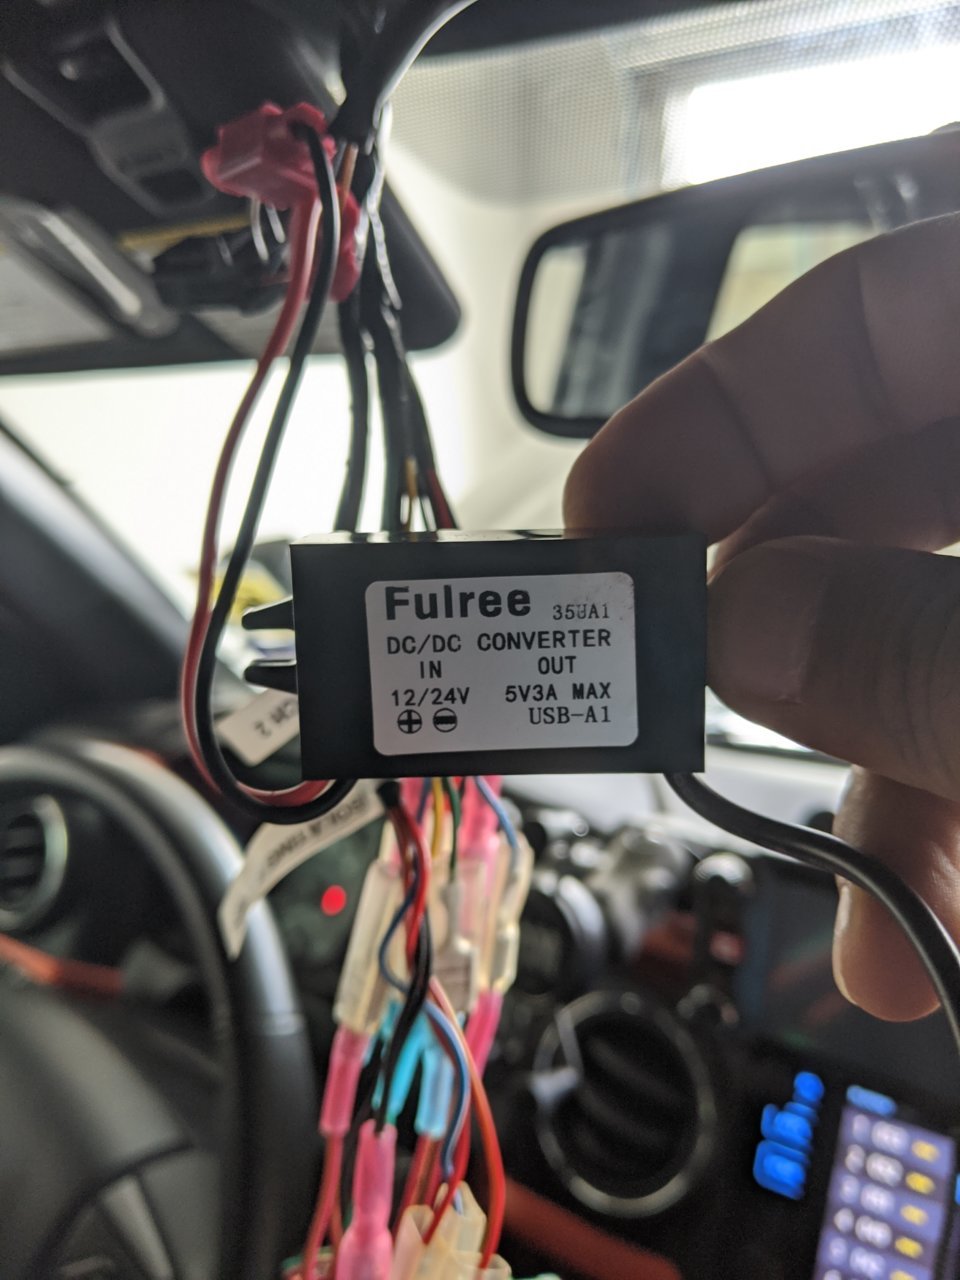 Fulree 35UA1
DC/DC CONVERTER
IN OUT
12/24V 5V3A MAX
⊕ ⊖ USB-A1